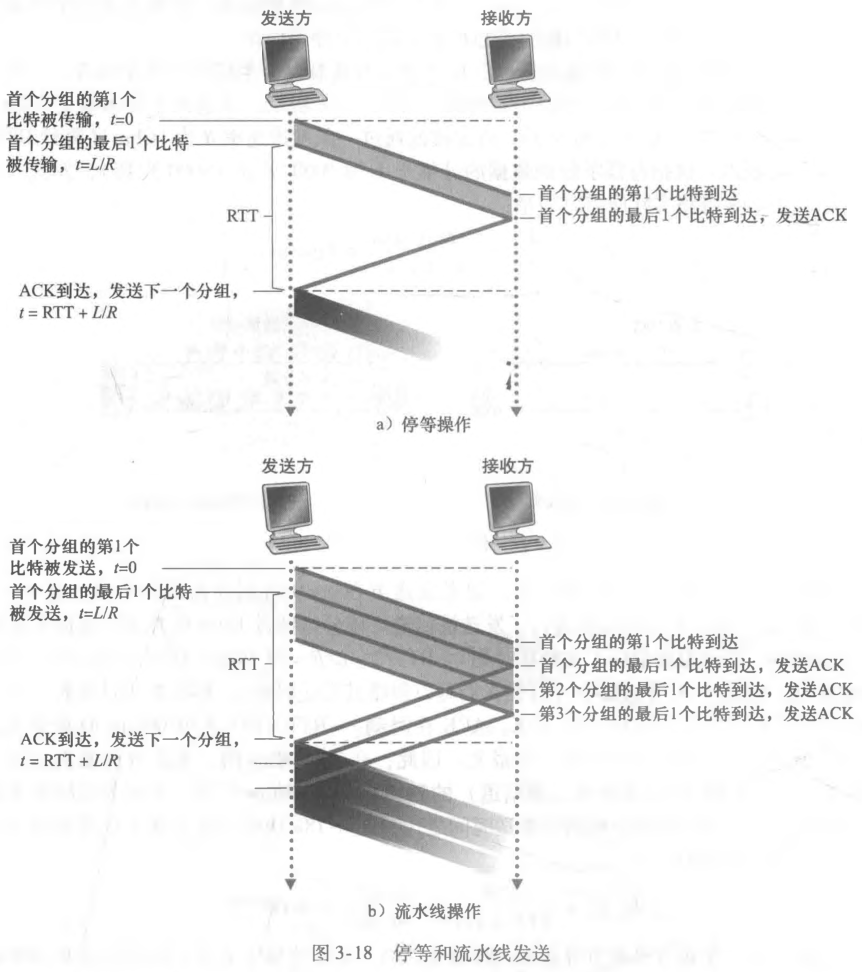 发送方
接收方
首个分组的第1个
比特被传输，t=0
首个分组的最后1个比特
被传输，t=L/R
首个分组的第1个比特到达
首个分组的最后1个比特到达，发送ACK
RTT
ACK到达，发送下一个分组，
t = RTT + L/R
a）停等操作
发送方
接收方
首个分组的第1个
比特被发送，t=0
首个分组的最后1个比特
被发送，t=L/R
首个分组的第1个比特到达
首个分组的最后1个比特到达，发送ACK
第2个分组的最后1个比特到达，发送ACK
第3个分组的最后1个比特到达，发送ACK
RTT
ACK到达，发送下一个分组，
t = RTT + L/R
b）流水线操作
图3-18 停等和流水线发送